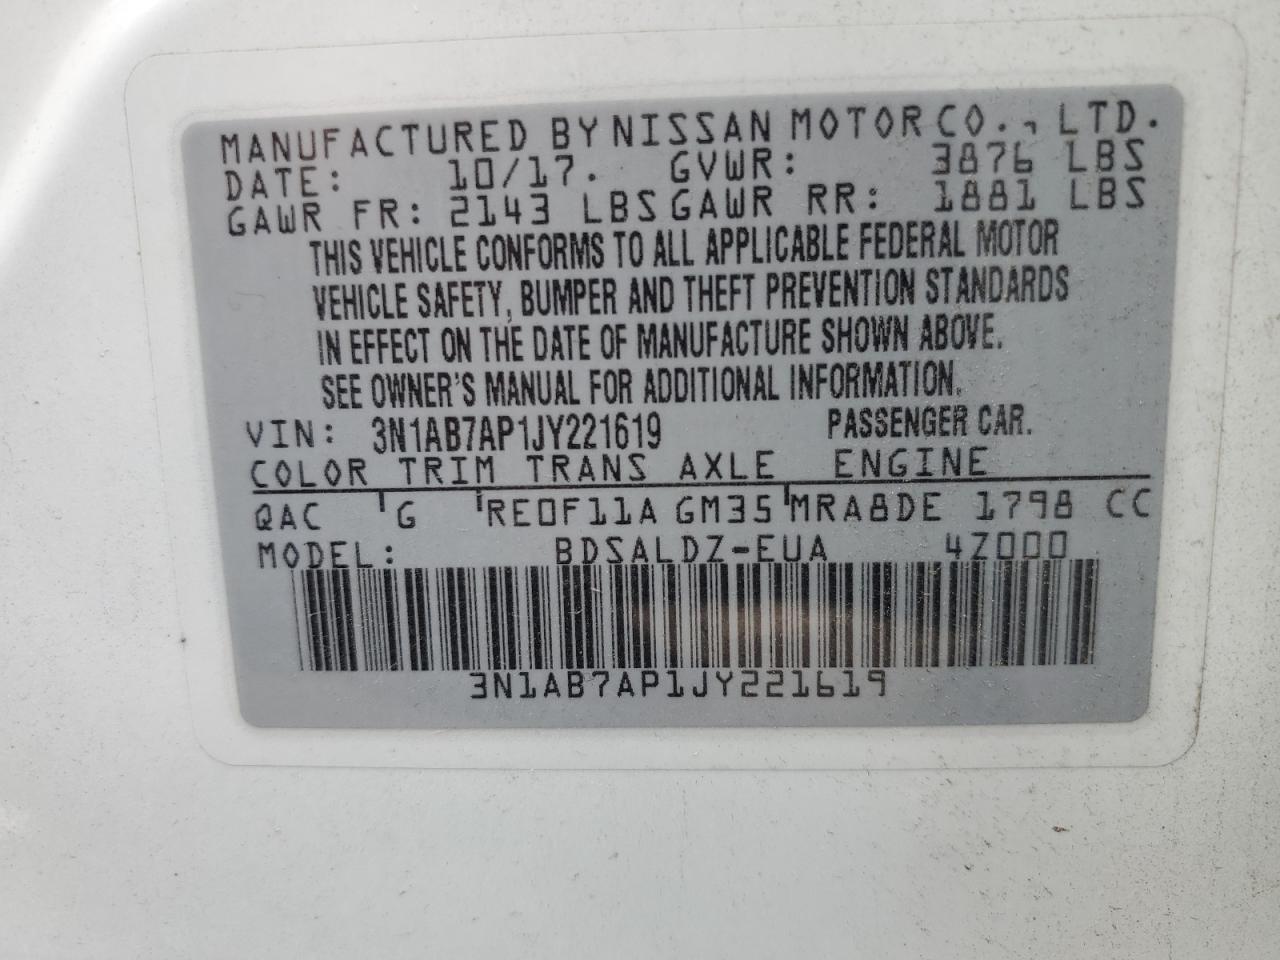 MANUFACTURED BY NISSAN MOTOR CO., LTD.
DATE: 10/17. GVWR: 3876 LBS
GAWR FR: 2143 LBS GAWR RR: 1881 LBS
THIS VEHICLE CONFORMS TO ALL APPLICABLE FEDERAL MOTOR
VEHICLE SAFETY, BUMPER AND THEFT PREVENTION STANDARDS
IN EFFECT ON THE DATE OF MANUFACTURE SHOWN ABOVE.
SEE OWNER'S MANUAL FOR ADDITIONAL INFORMATION.
VIN: 3N1AB7AP1JY221619 PASSENGER CAR.
COLOR TRIM TRANS AXLE ENGINE
QAC G RE0F11A GM35 MRA8DE 1798 CC
MODEL: BDSALDZ-EUA 4Z000
3N1AB7AP1JY221619